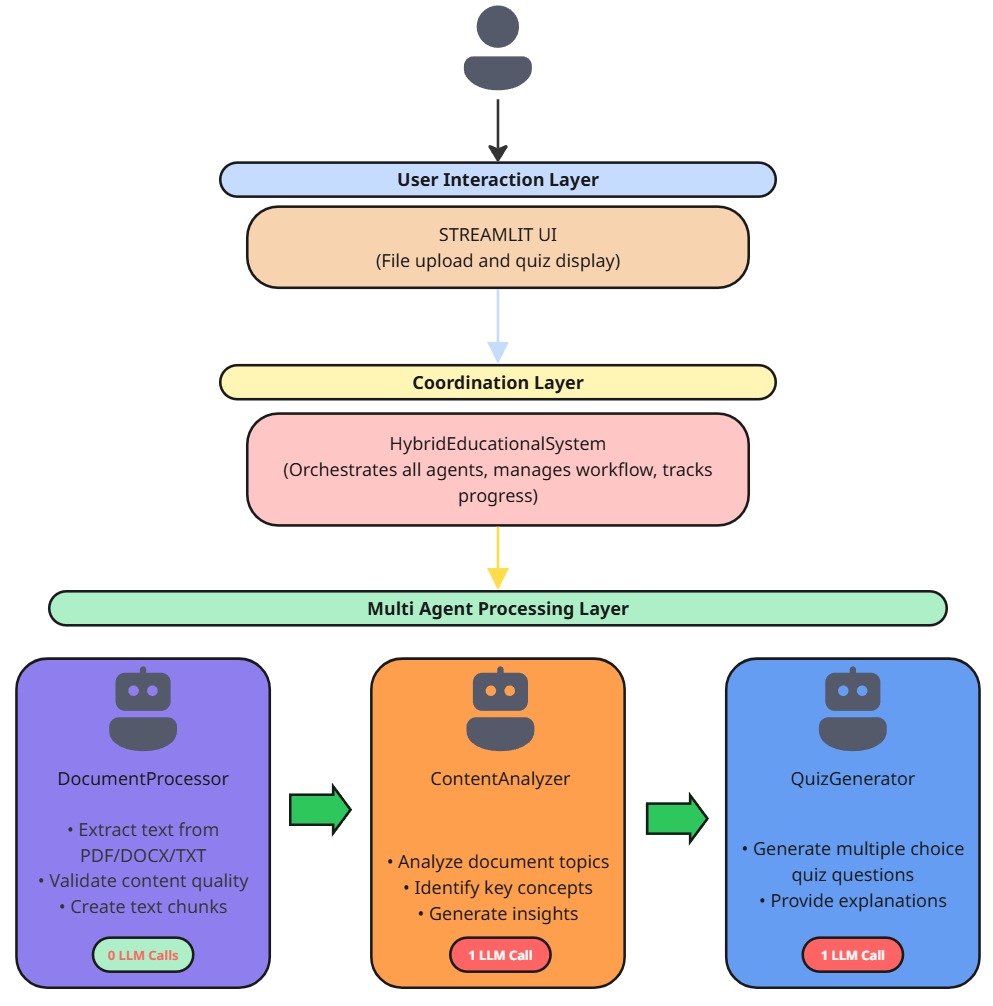 User Interaction Layer
STREAMLIT UI
(File upload and quiz display)
Coordination Layer
HybridEducationalSystem
(Orchestrates all agents, manages workflow, tracks
progress)
Multi Agent Processing Layer
DocumentProcessor
• Extract text from
PDF/DOCX/TXT
• Validate content quality
• Create text chunks
0 LLM Calls
ContentAnalyzer
• Analyze document topics
• Identify key concepts
• Generate insights
1 LLM Call
QuizGenerator
• Generate multiple choice
quiz questions
• Provide explanations
1 LLM Call